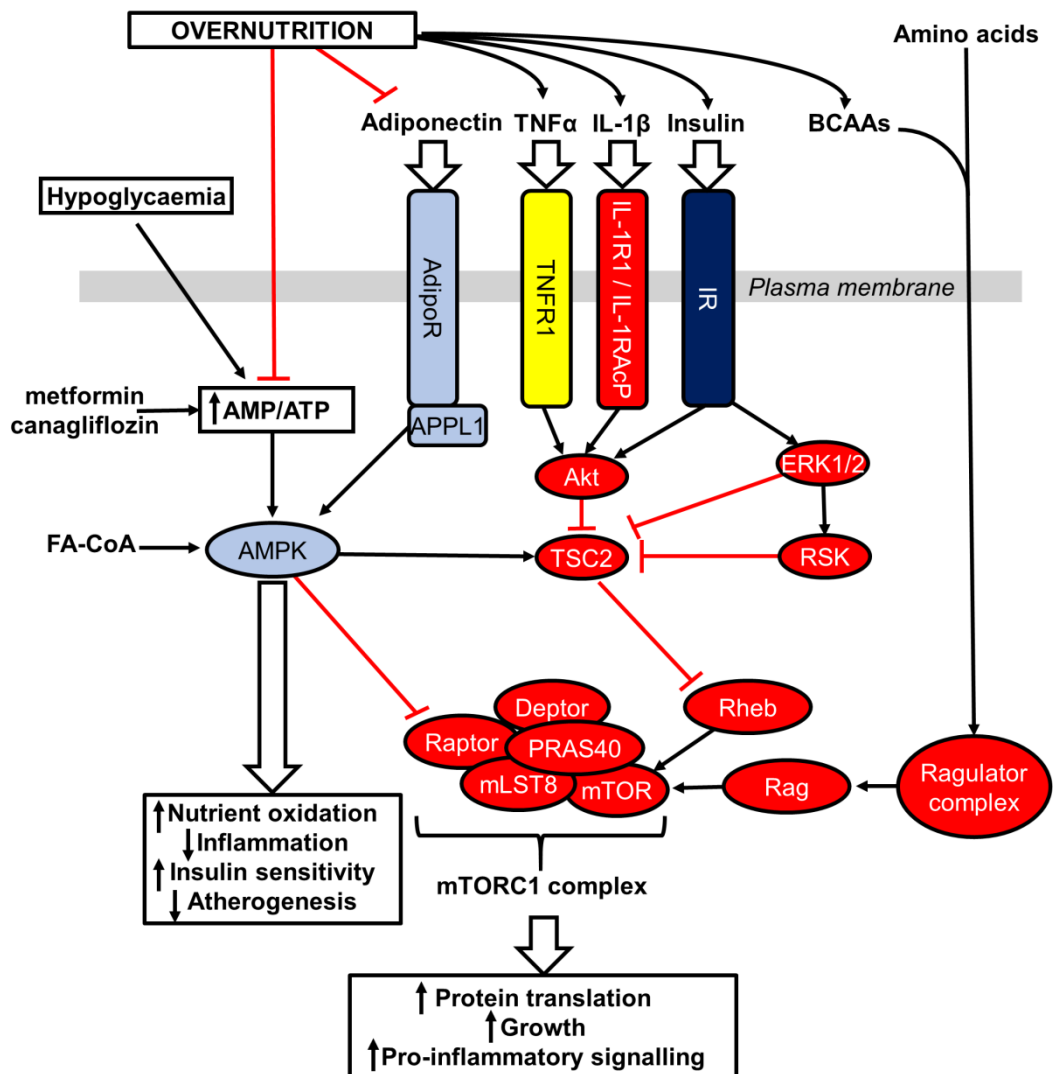 OVERNUTRITION
Amino acids
Adiponectin TNFα IL-1β Insulin BCAAs
Hypoglycaemia
AdipoR
TNFR1
IL-1R1 / IL-1RAcP
IR
Plasma membrane
metformin
canagliflozin
AMP/ATP
APPL1
Akt
ERK1/2
FA-CoA
AMPK
TSC2
RSK
Deptor
Rheb
Raptor
PRAS40
mLST8
mTOR
Rag
Ragulator
complex
↑Nutrient oxidation
↓Inflammation
↑Insulin sensitivity
↓Atherogenesis
mTORC1 complex
↑Protein translation
↑Growth
↑Pro-inflammatory signalling